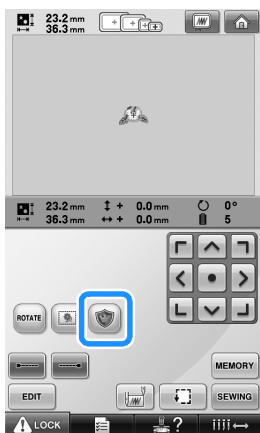 23.2 mm
36.3 mm
23.2 mm + 0.0 mm 0°
36.3 mm + 0.0 mm 5
ROTATE
MEMORY
EDIT SEWING
LOCK ?